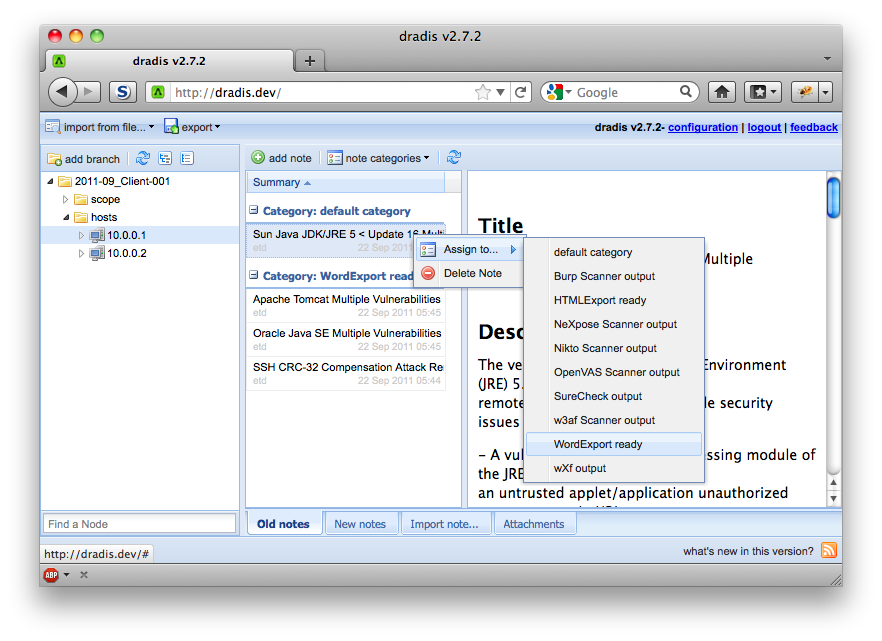 dradis v2.7.2
dradis v2.7.2
http://dradis.dev/
Google
import from file...
export
dradis v2.7.2- configuration | logout | feedback
add branch
add note
note categories
2011-09_Client-001
scope
hosts
10.0.0.1
10.0.0.2
Summary
Category: default category
Sun Java JDK/JRE 5 < Update 16 Multi
etd
22 Sep 2011
Category: WordExport ready
Apache Tomcat Multiple Vulnerabilities
etd 22 Sep 2011 05:45
Oracle Java SE Multiple Vulnerabilities
etd 22 Sep 2011 05:45
SSH CRC-32 Compensation Attack Re
etd 22 Sep 2011 05:44
Assign to...
Delete Note
default category
Burp Scanner output
HTMLExport ready
NeXpose Scanner output
Nikto Scanner output
OpenVAS Scanner output
SureCheck output
w3af Scanner output
WordExport ready
wXf output
Title
Multiple
The
Environment
(JRE) 5.
security
issues
– A
module of
the JRE
an untrusted applet/application unauthorized
Find a Node
Old notes
New notes
Import note...
Attachments
http://dradis.dev/#
what's new in this version?
ABP